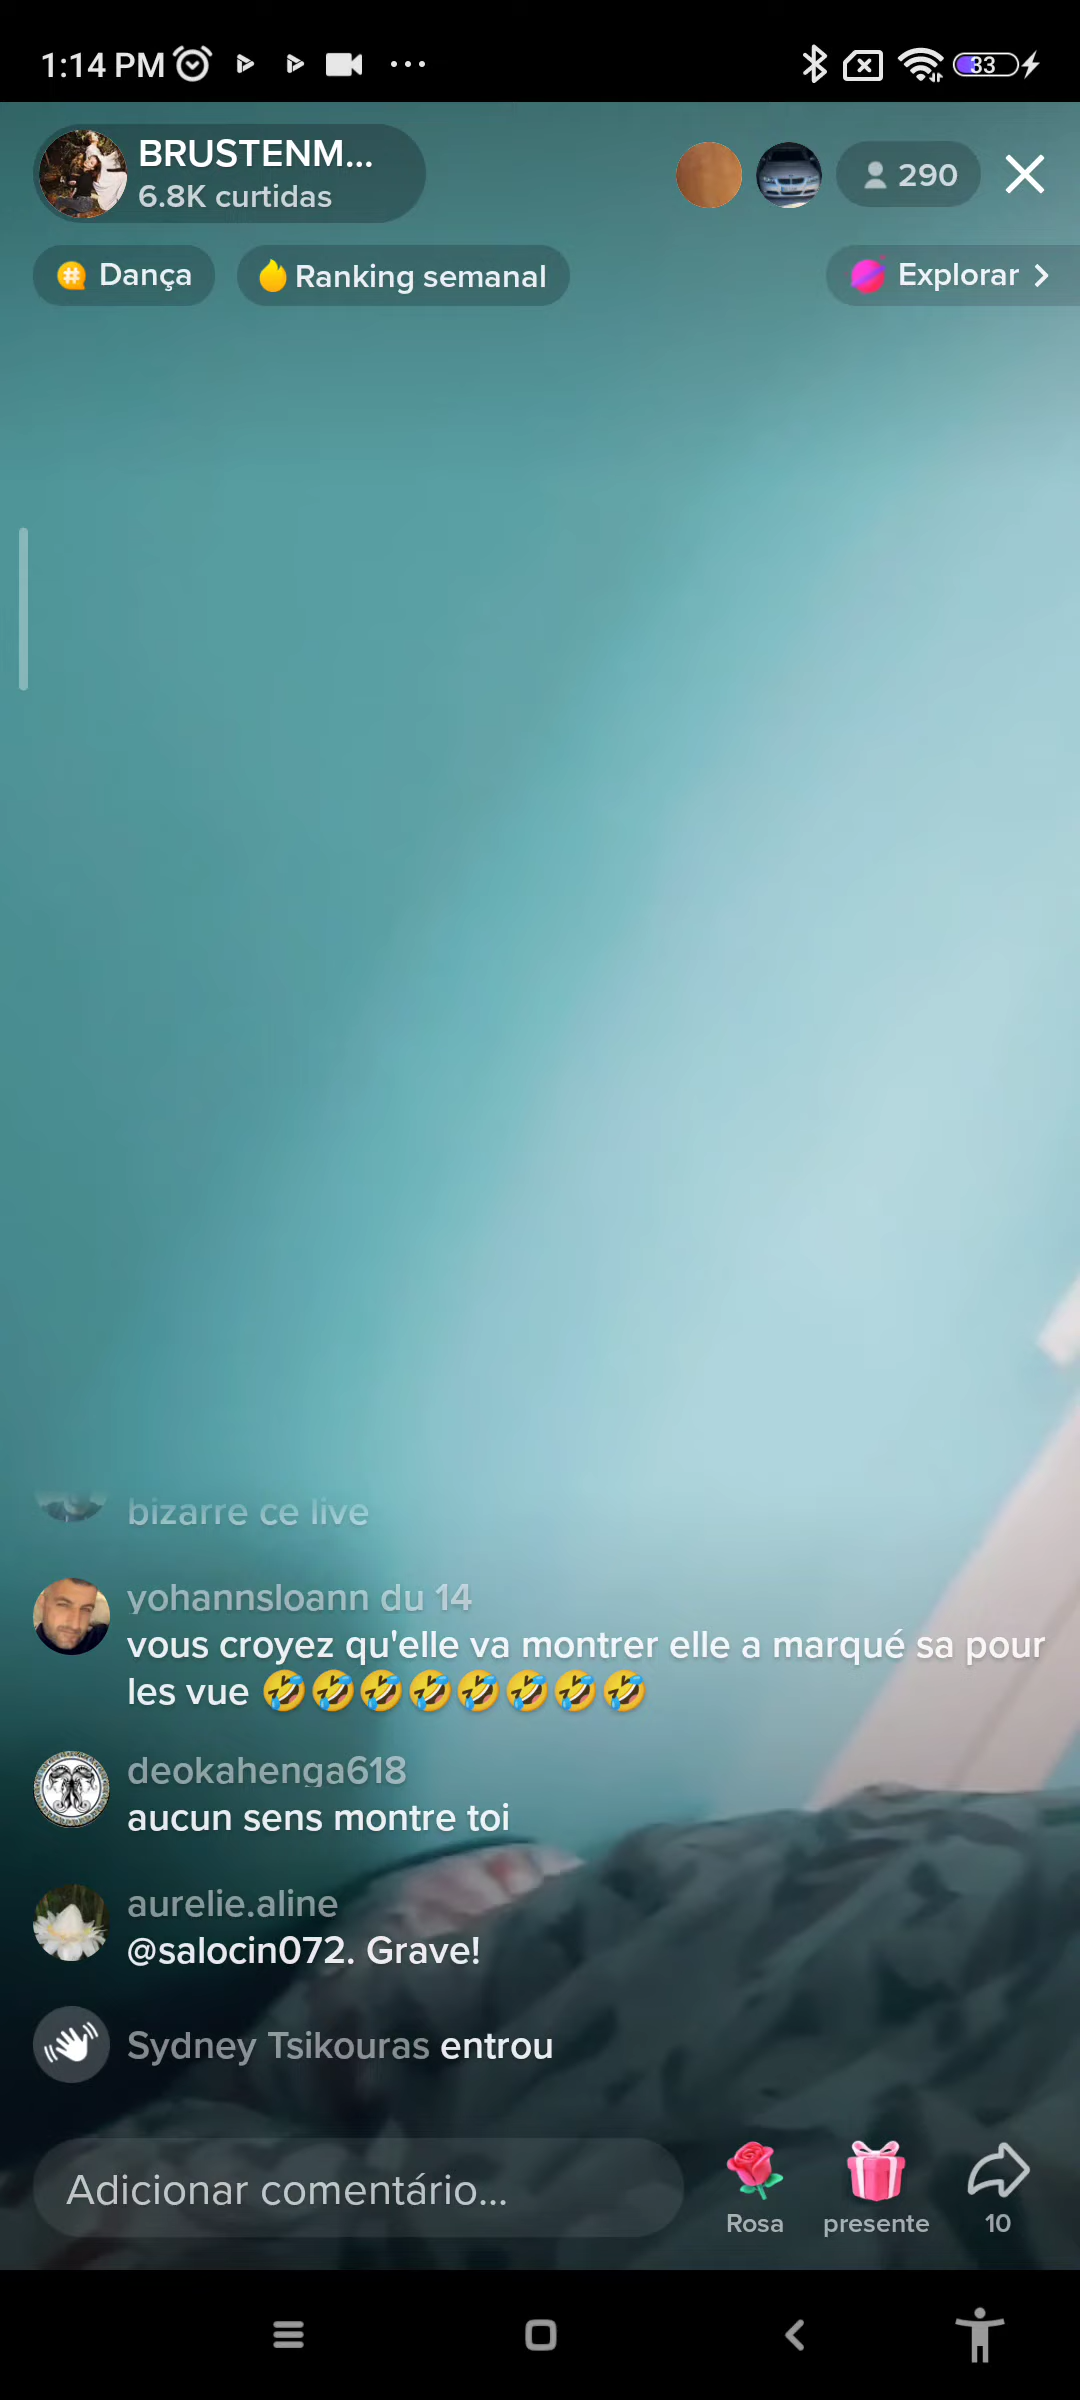 1:14 PM
33
BRUSTENM...
6.8K curtidas
290
Dança
Ranking semanal
Explorar
bizarre ce live
yohannsloann du 14
vous croyez qu'elle va montrer elle a marqué sa pour
les vue 🤣🤣🤣🤣🤣🤣🤣🤣
deokahenga618
aucun sens montre toi
aurelie.aline
@salocin072. Grave!
Sydney Tsikouras entrou
Adicionar comentário...
Rosa
presente
10